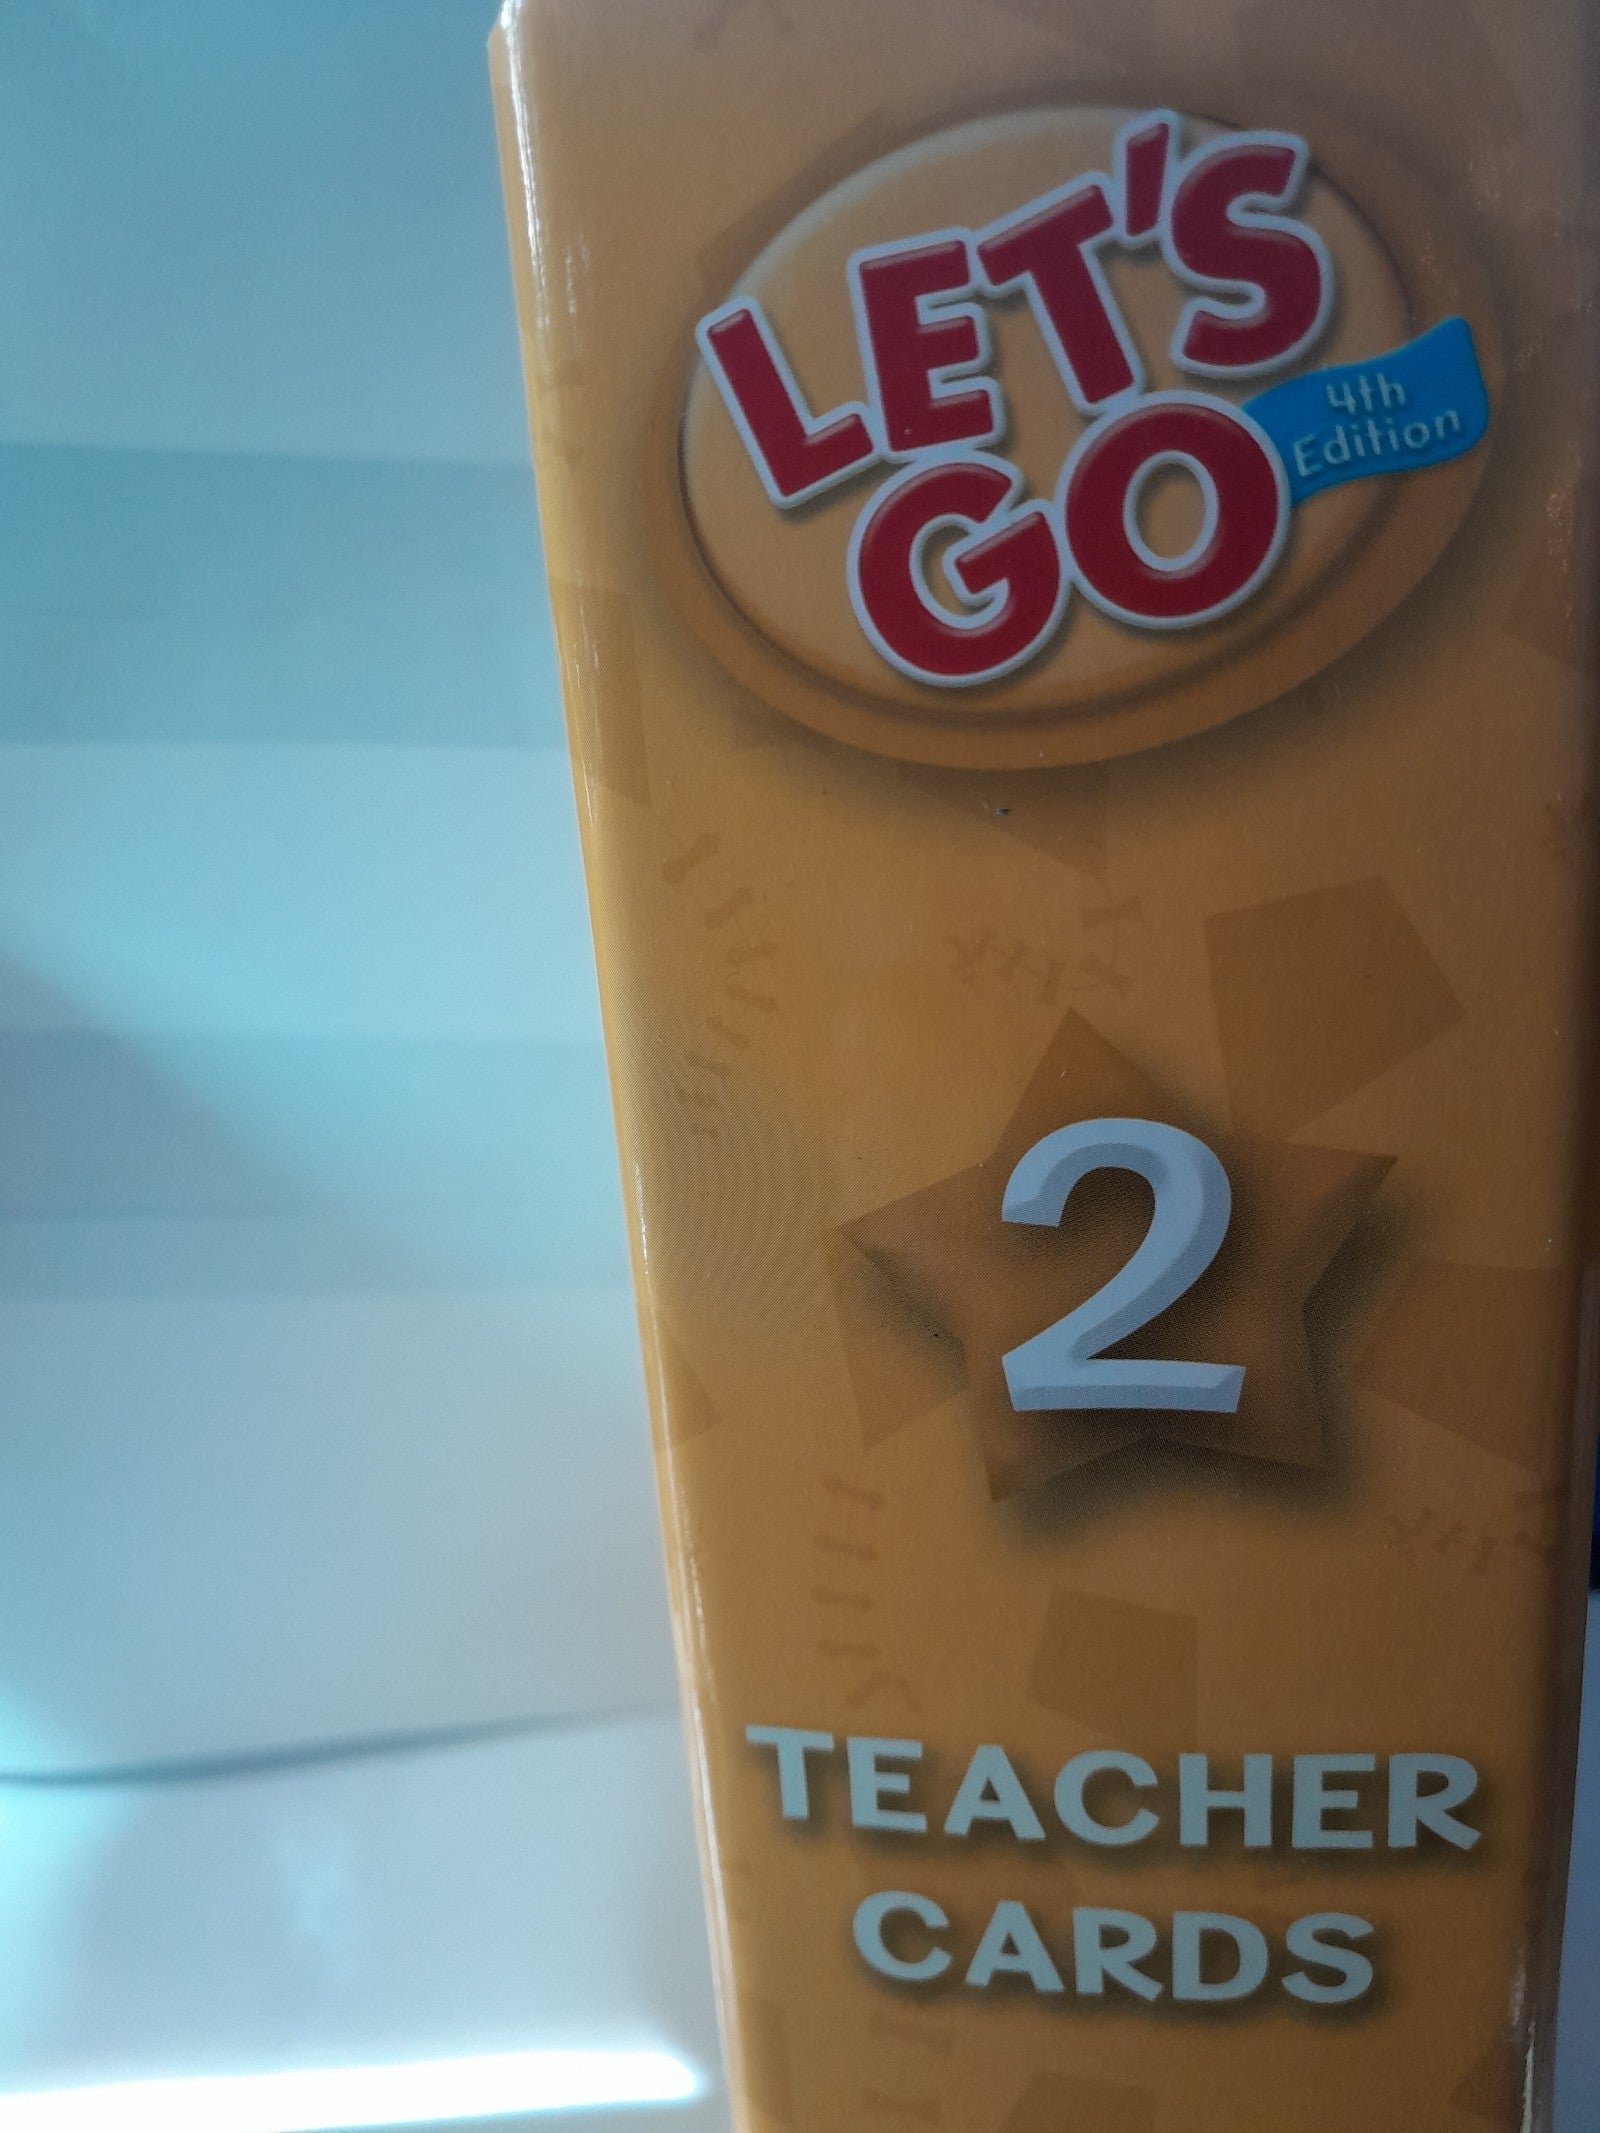 LET'S
GO
4th
Edition
2
TEACHER
CARDS